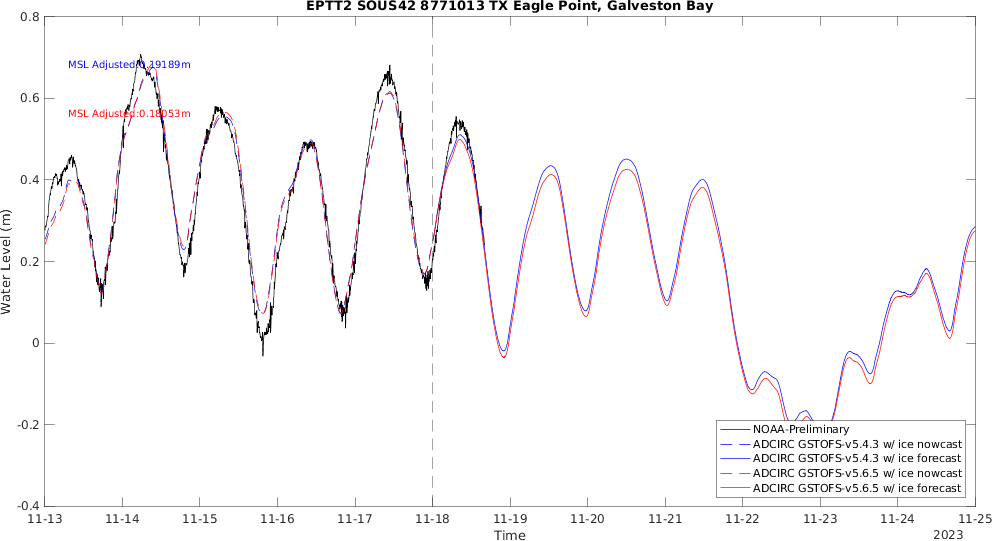 EPTT2 SOUS42 8771013 TX Eagle Point, Galveston Bay
0.8
MSL Adjusted:0.19189m
0.6
MSL Adjusted:0.18053m
0.4
0.2
0
-0.2
-0.4
Water Level (m)
NOAA-Preliminary
ADCIRC GSTOFS-v5.4.3 w/ ice nowcast
ADCIRC GSTOFS-v5.4.3 w/ ice forecast
ADCIRC GSTOFS-v5.6.5 w/ ice nowcast
ADCIRC GSTOFS-v5.6.5 w/ ice forecast
11-13 11-14 11-15 11-16 11-17 11-18 11-19 11-20 11-21 11-22 11-23 11-24 11-25
Time
2023